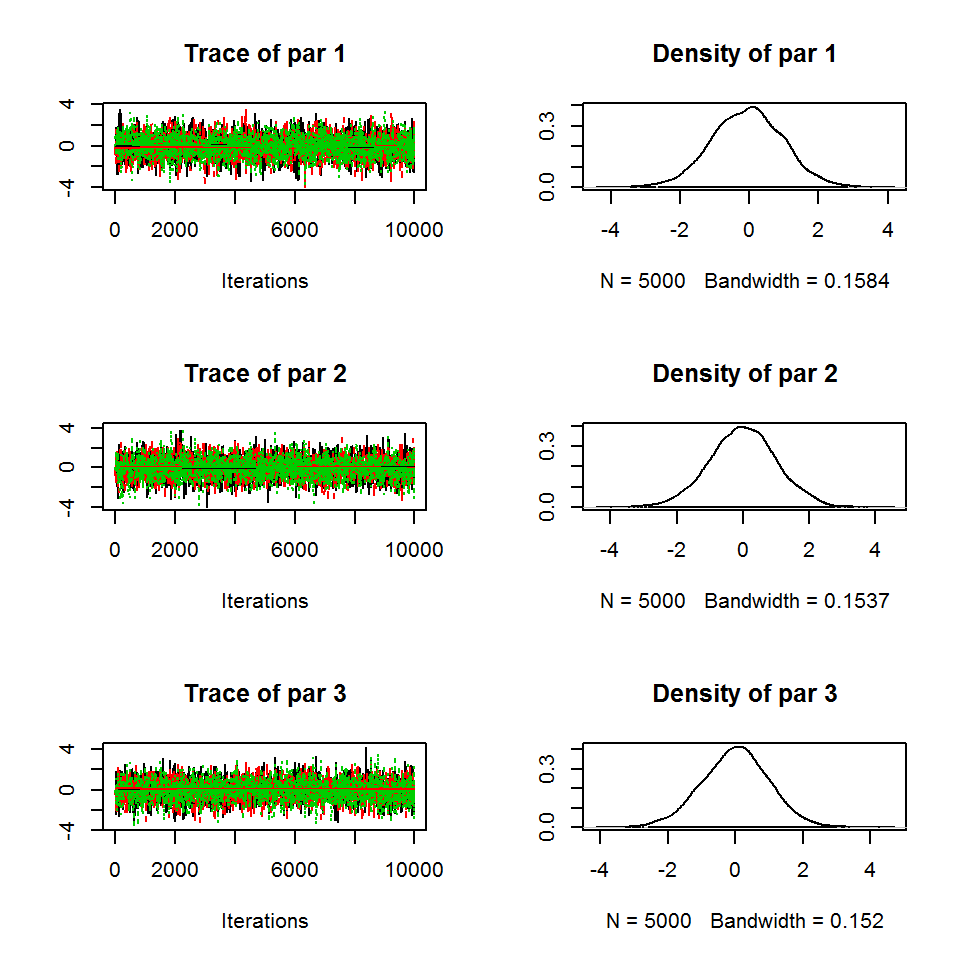 Trace of par 1
4
0
-4
0 2000 6000 10000
Iterations
Density of par 1
0.3
0.0
-4 -2 0 2 4
N = 5000 Bandwidth = 0.1584
Trace of par 2
4
0
-4
0 2000 6000 10000
Iterations
Density of par 2
0.3
0.0
-4 -2 0 2 4
N = 5000 Bandwidth = 0.1537
Trace of par 3
4
0
-4
0 2000 6000 10000
Iterations
Density of par 3
0.3
0.0
-4 -2 0 2 4
N = 5000 Bandwidth = 0.152